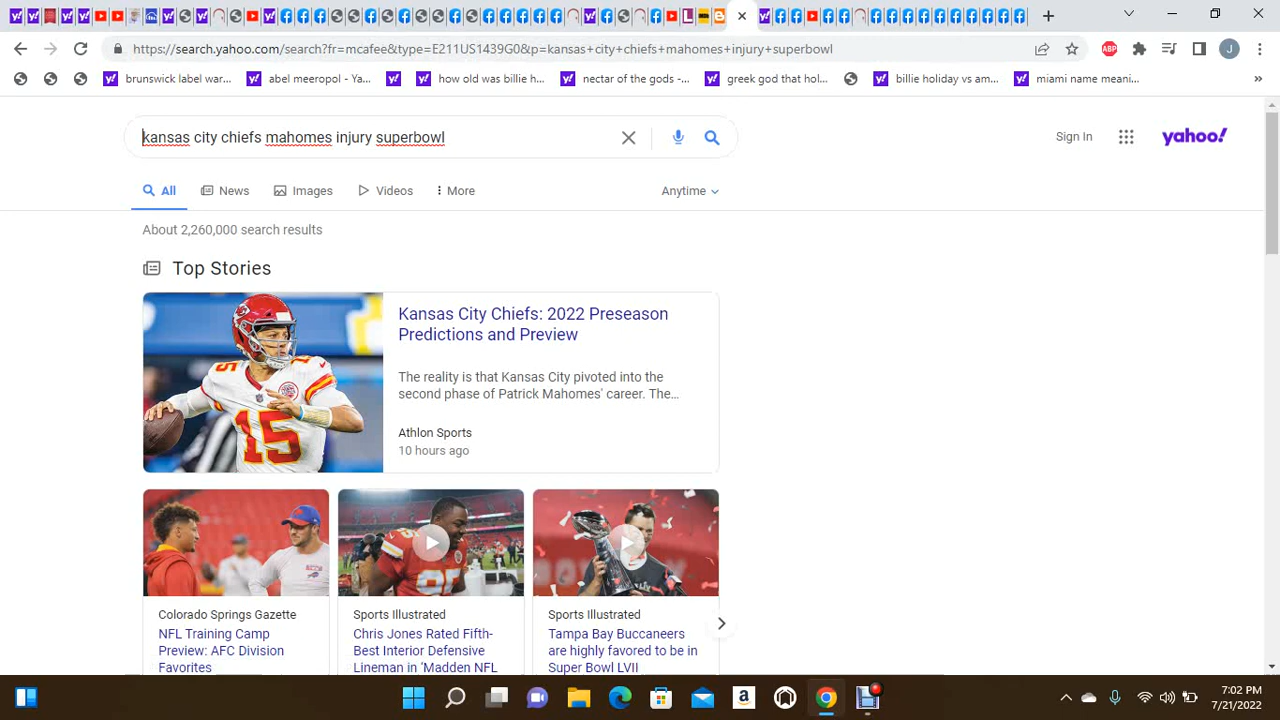 https://search.yahoo.com/search?fr=mcafee&type=E211US1439G0&p=kansas+city+chiefs+mahomes+injury+superbowl
ABP
J
brunswick label war...
abel meeropol - Ya...
how old was billie h...
nectar of the gods -...
greek god that hol...
billie holiday vs am...
miami name meani...
kansas city chiefs mahomes injury superbowl
Sign In
yahoo!
All
News
Images
Videos
More
Anytime
About 2,260,000 search results
Top Stories
Kansas City Chiefs: 2022 Preseason
Predictions and Preview
The reality is that Kansas City pivoted into the
second phase of Patrick Mahomes' career. The...
Athlon Sports
10 hours ago
15
Colorado Springs Gazette
NFL Training Camp
Preview: AFC Division
Favorites
Sports Illustrated
Chris Jones Rated Fifth-
Best Interior Defensive
Lineman in 'Madden NFL
Sports Illustrated
Tampa Bay Buccaneers
are highly favored to be in
Super Bowl LVII
7:02 PM
7/21/2022